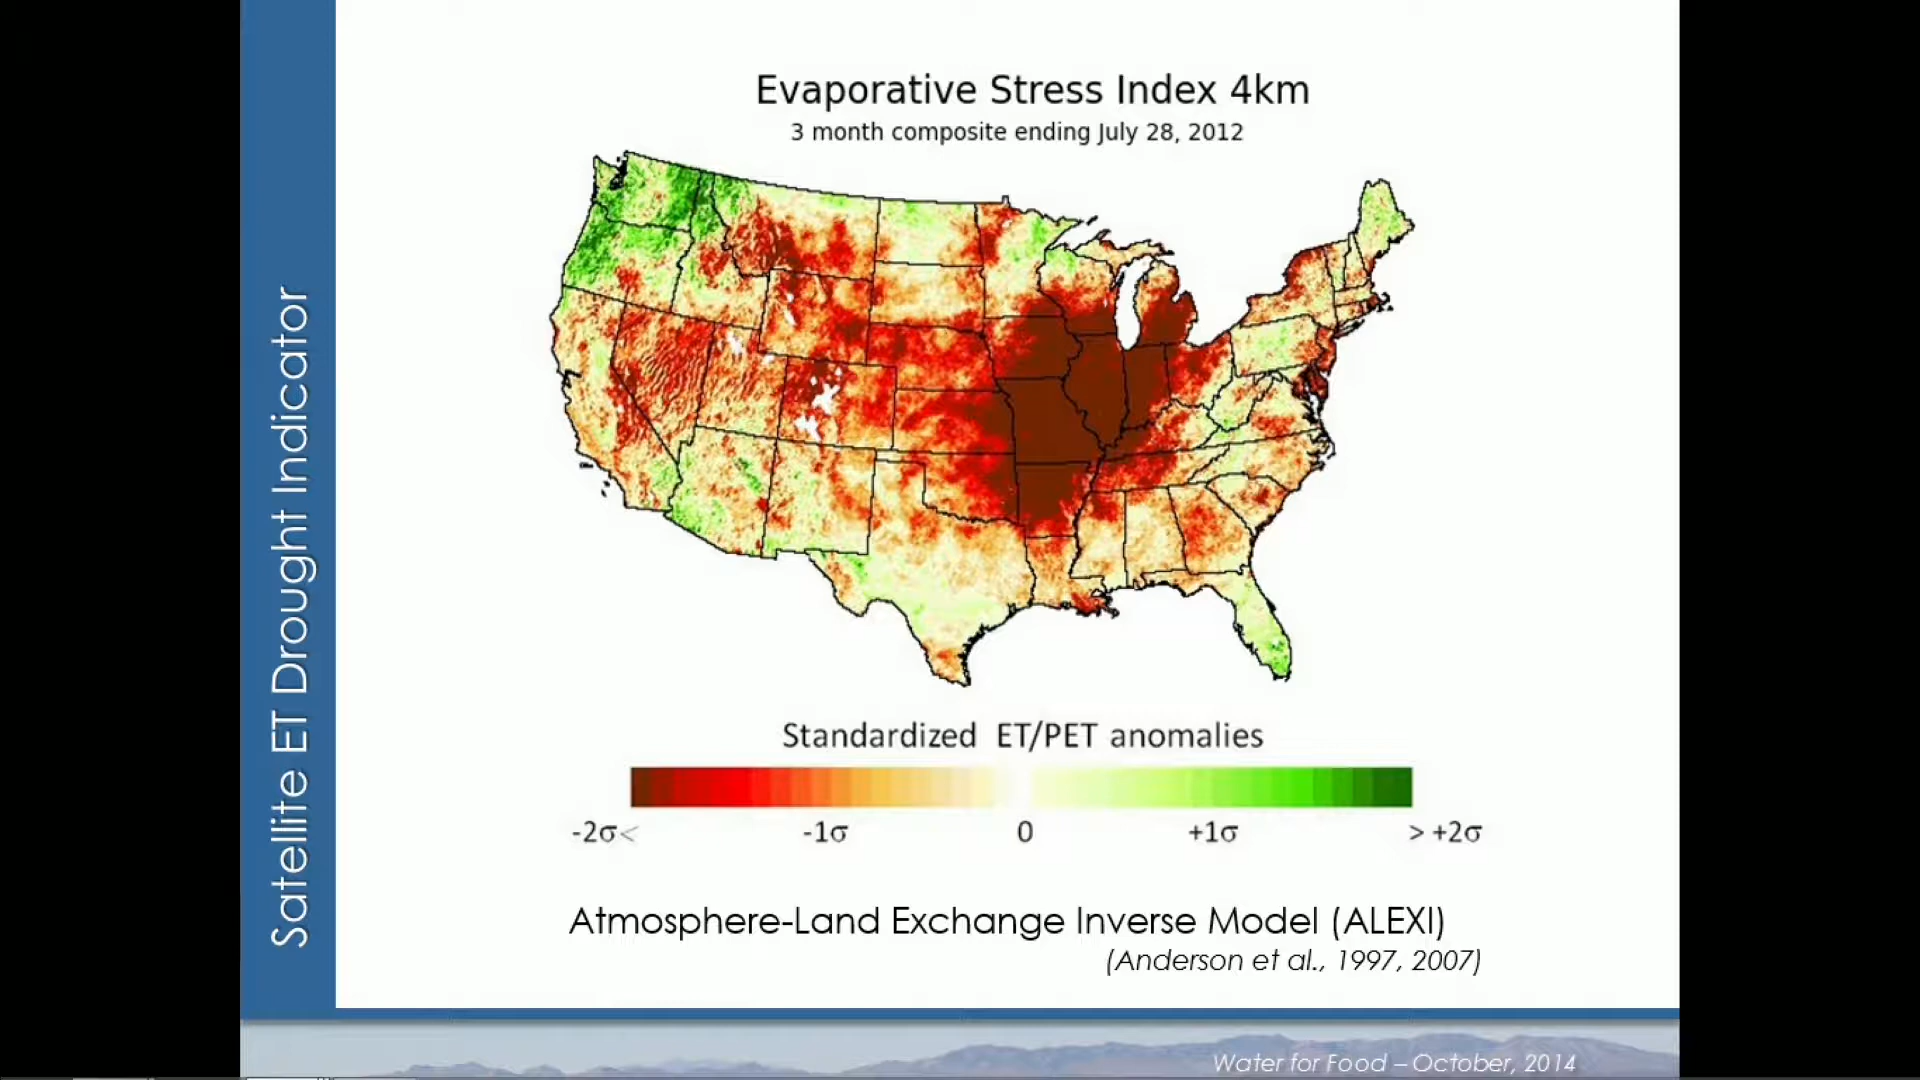 Satellite ET Drought Indicator
Evaporative Stress Index 4km
3 month composite ending July 28, 2012
Standardized ET/PET anomalies
-2σ< -1σ 0 +1σ > +2σ
Atmosphere-Land Exchange Inverse Model (ALEXI)
(Anderson et al., 1997, 2007)
Water for Food – October, 2014